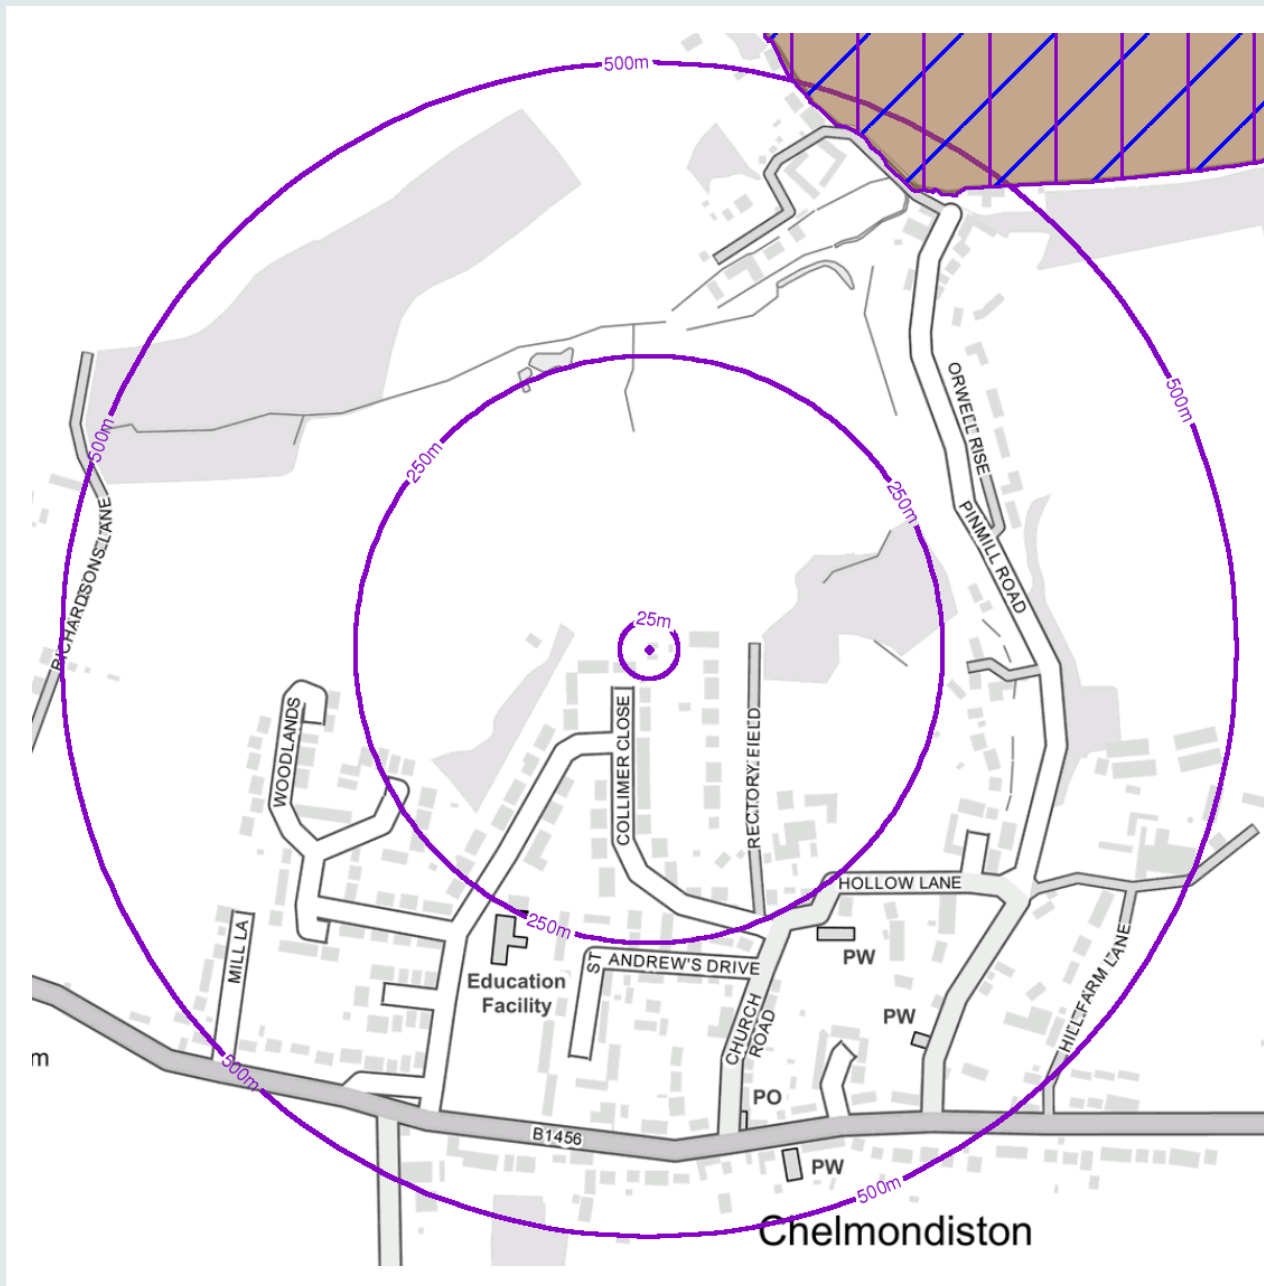 500m
500m
ORWELL RISE
500m
250m
250m
PINMILL ROAD
RICHARDSONS LANE
25m
WOODLANDS
COLLIMER CLOSE
RECTORY FIELD
HOLLOW LANE
MILL LA
250m
ST ANDREW'S DRIVE
PW
Education
Facility
CHURCH
ROAD
PW
HILL FARM LANE
m
500m
PO
B1456
PW
500m
Chelmondiston